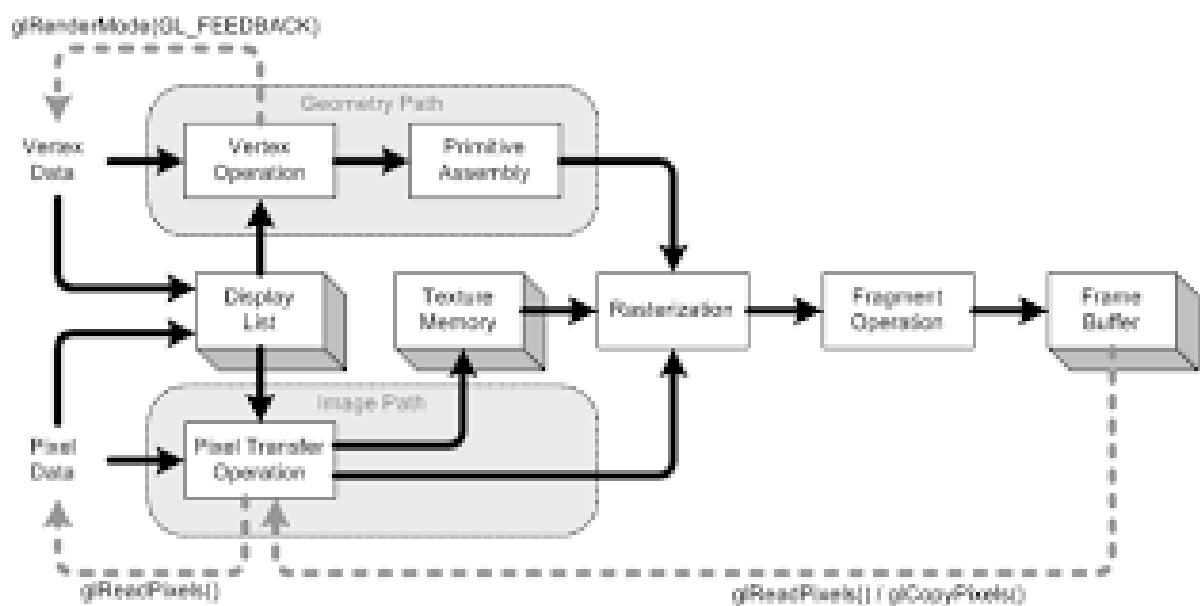 glRenderMode(GL_FEEDBACK)
Geometry Path
Vertex
Data
Vertex
Operation
Primitive
Assembly
Display
List
Texture
Memory
Rasterization
Fragment
Operation
Frame
Buffer
Image Path
Pixel
Data
Pixel Transfer
Operation
glReadPixels()
glReadPixels() / glCopyPixels()